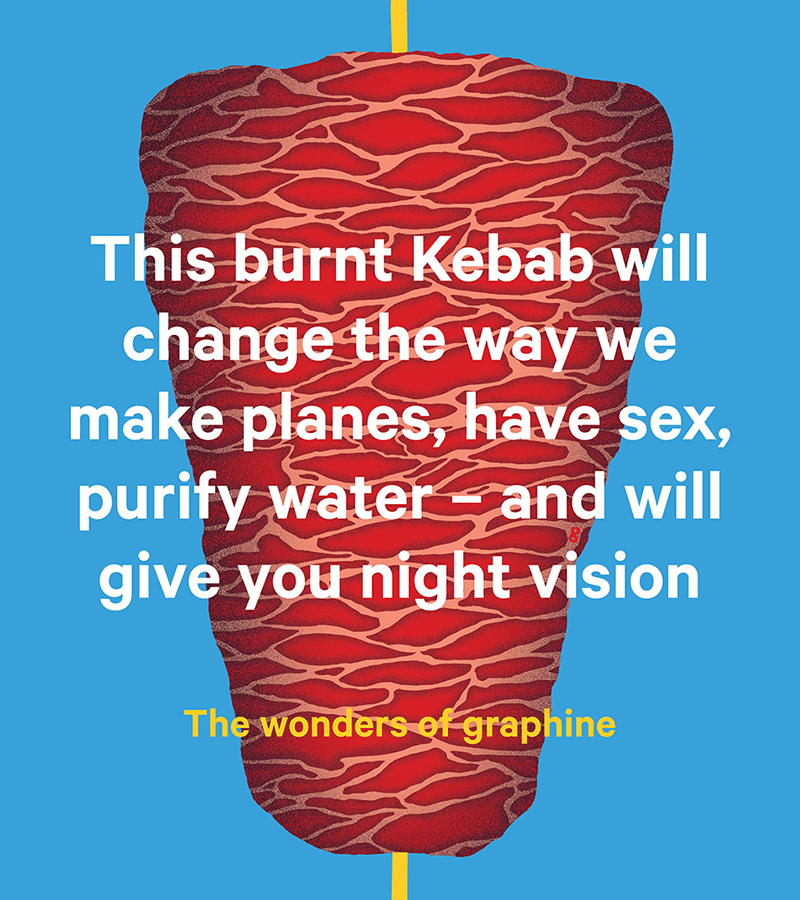 This burnt Kebab will
change the way we
make planes, have sex,
purify water – and will
give you night vision
The wonders of graphine